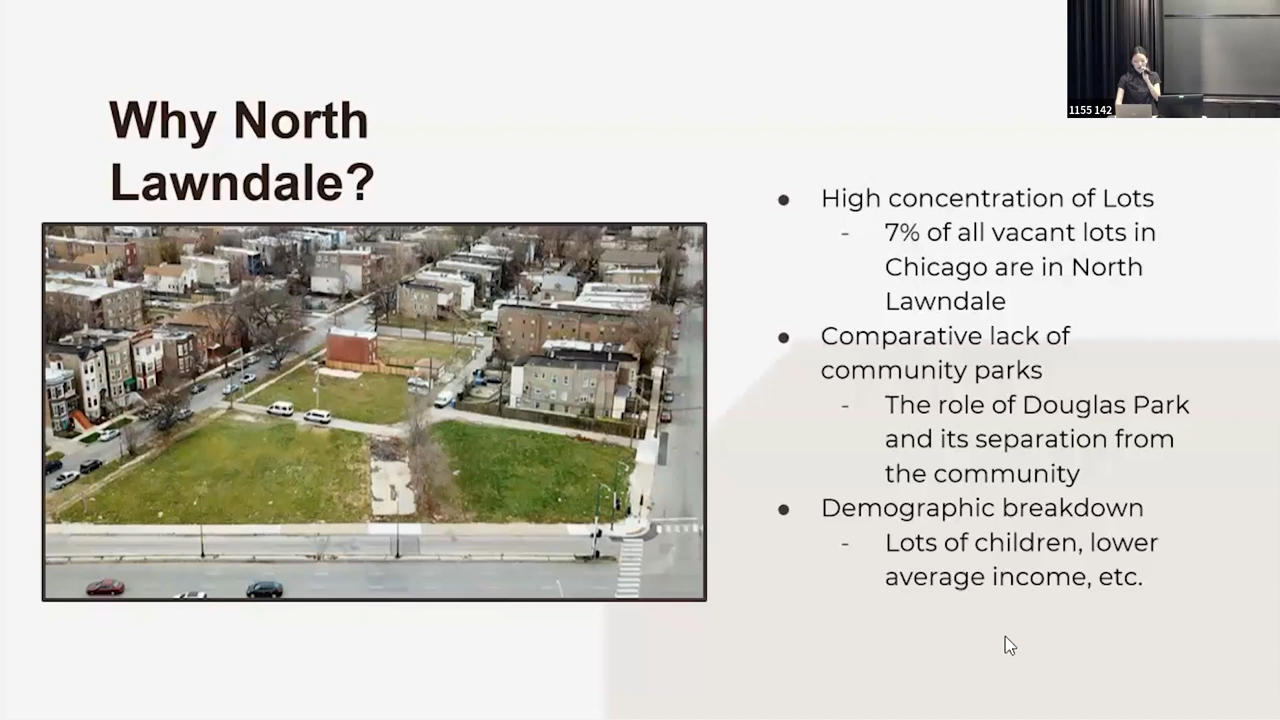 Why North
Lawndale?
1155 142
● High concentration of Lots
- 7% of all vacant lots in
Chicago are in North
Lawndale
● Comparative lack of
community parks
- The role of Douglas Park
and its separation from
the community
● Demographic breakdown
- Lots of children, lower
average income, etc.